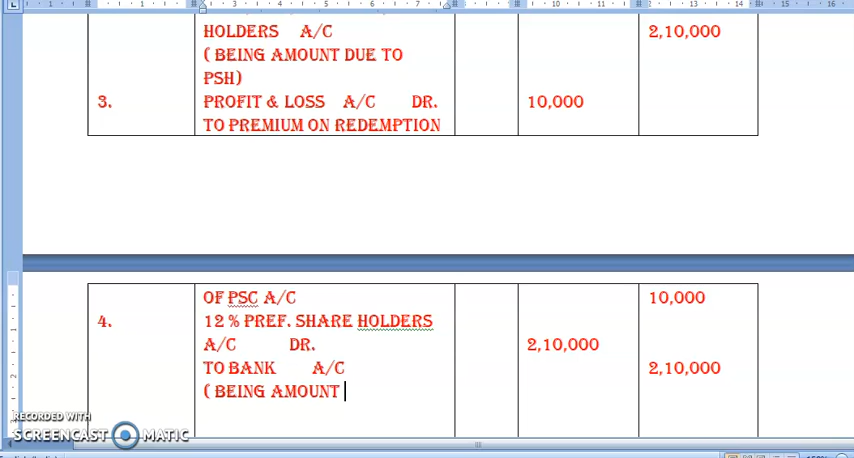 HOLDERS A/C 2,10,000
( BEING AMOUNT DUE TO
PSH)
3. PROFIT & LOSS A/C DR. 10,000
TO PREMIUM ON REDEMPTION
OF PSC A/C 10,000
4. 12 % PREF. SHARE HOLDERS
A/C DR. 2,10,000
TO BANK A/C 2,10,000
( BEING AMOUNT
RECORDED WITH
SCREENCAST MATIC